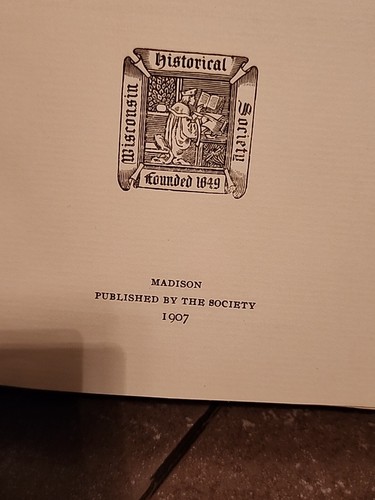 Historical
Wisconsin
Society
Founded 1849
MADISON
PUBLISHED BY THE SOCIETY
1907